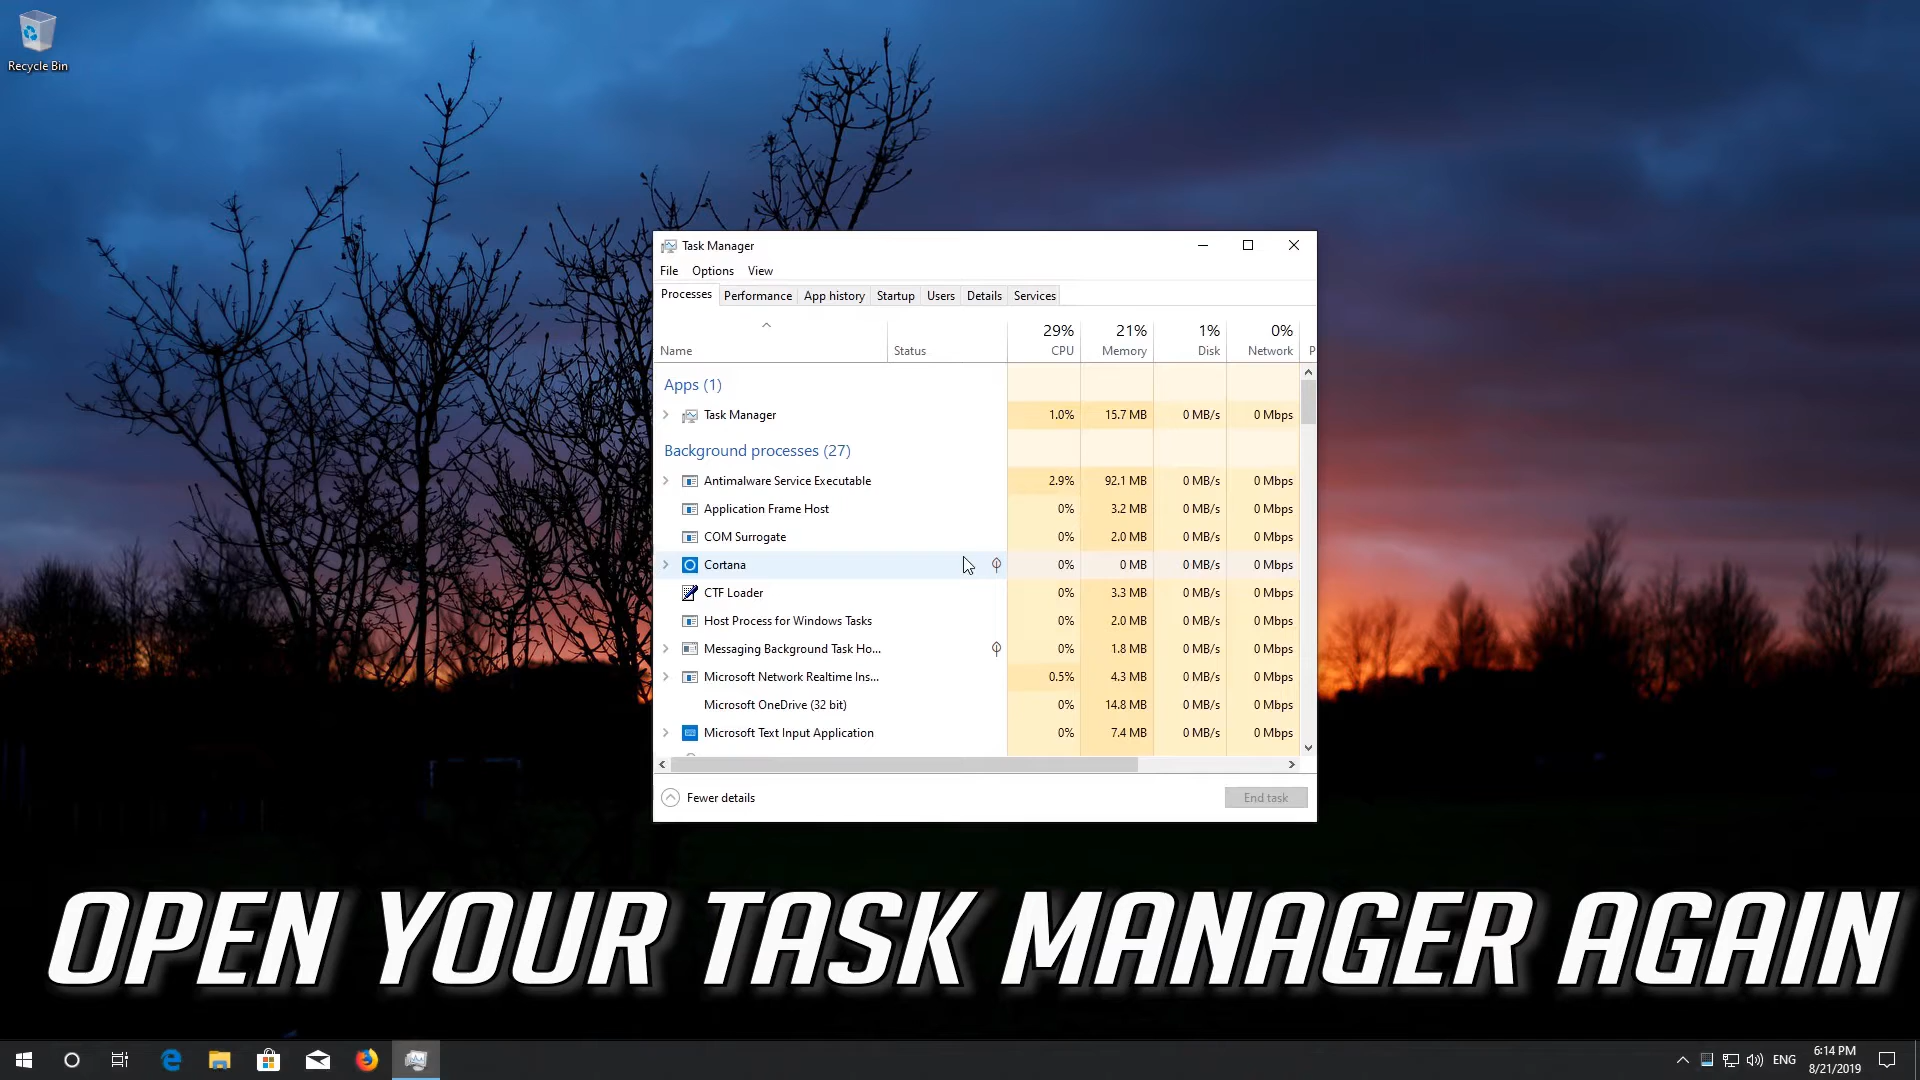 Recycle Bin
Task Manager
File Options View
Processes Performance App history Startup Users Details Services
29% 21% 1% 0%
Name Status CPU Memory Disk Network P
Apps (1)
Task Manager 1.0% 15.7 MB 0 MB/s 0 Mbps
Background processes (27)
Antimalware Service Executable 2.9% 92.1 MB 0 MB/s 0 Mbps
Application Frame Host 0% 3.2 MB 0 MB/s 0 Mbps
COM Surrogate 0% 2.0 MB 0 MB/s 0 Mbps
Cortana 0% 0 MB 0 MB/s 0 Mbps
CTF Loader 0% 3.3 MB 0 MB/s 0 Mbps
Host Process for Windows Tasks 0% 2.0 MB 0 MB/s 0 Mbps
Messaging Background Task Ho... 0% 1.8 MB 0 MB/s 0 Mbps
Microsoft Network Realtime Ins... 0.5% 4.3 MB 0 MB/s 0 Mbps
Microsoft OneDrive (32 bit) 0% 14.8 MB 0 MB/s 0 Mbps
Microsoft Text Input Application 0% 7.4 MB 0 MB/s 0 Mbps
Fewer details End task
OPEN YOUR TASK MANAGER AGAIN
ENG 6:14 PM
8/21/2019